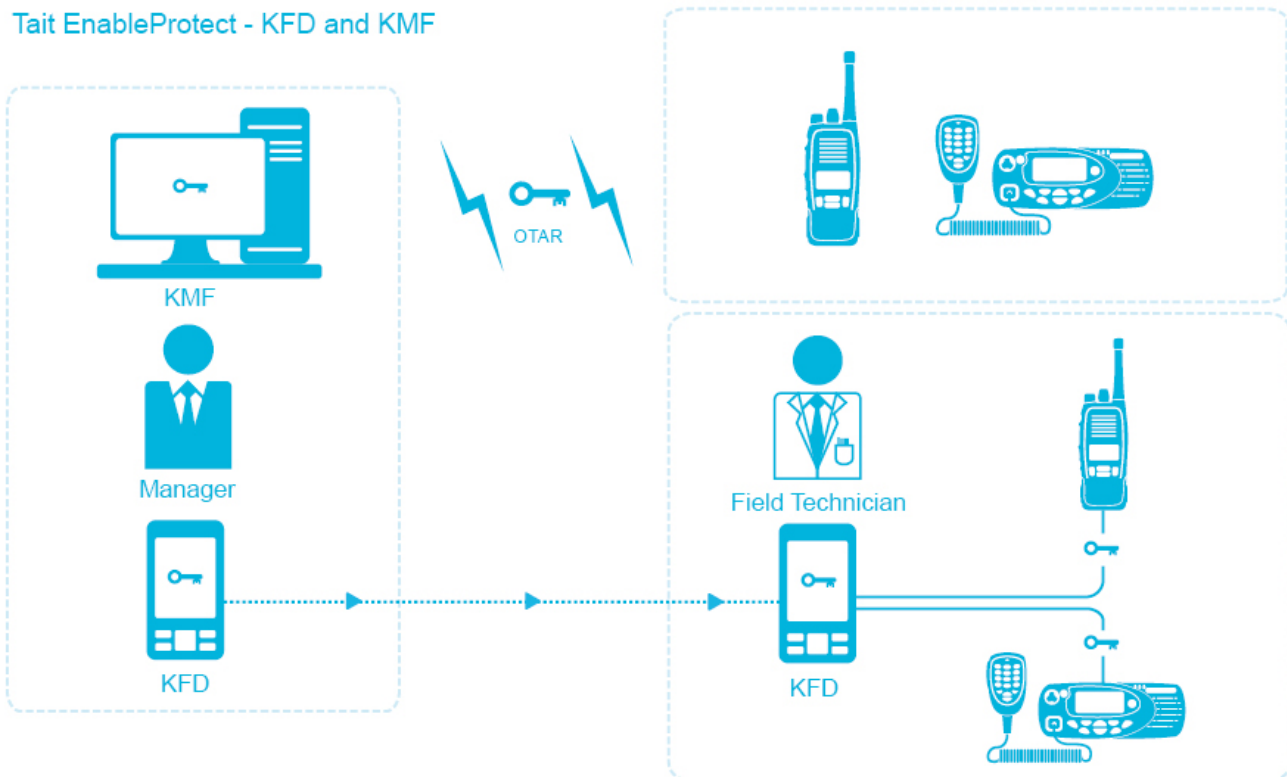 Tait EnableProtect - KFD and KMF
OTAR
KMF
Manager
KFD
Field Technician
KFD